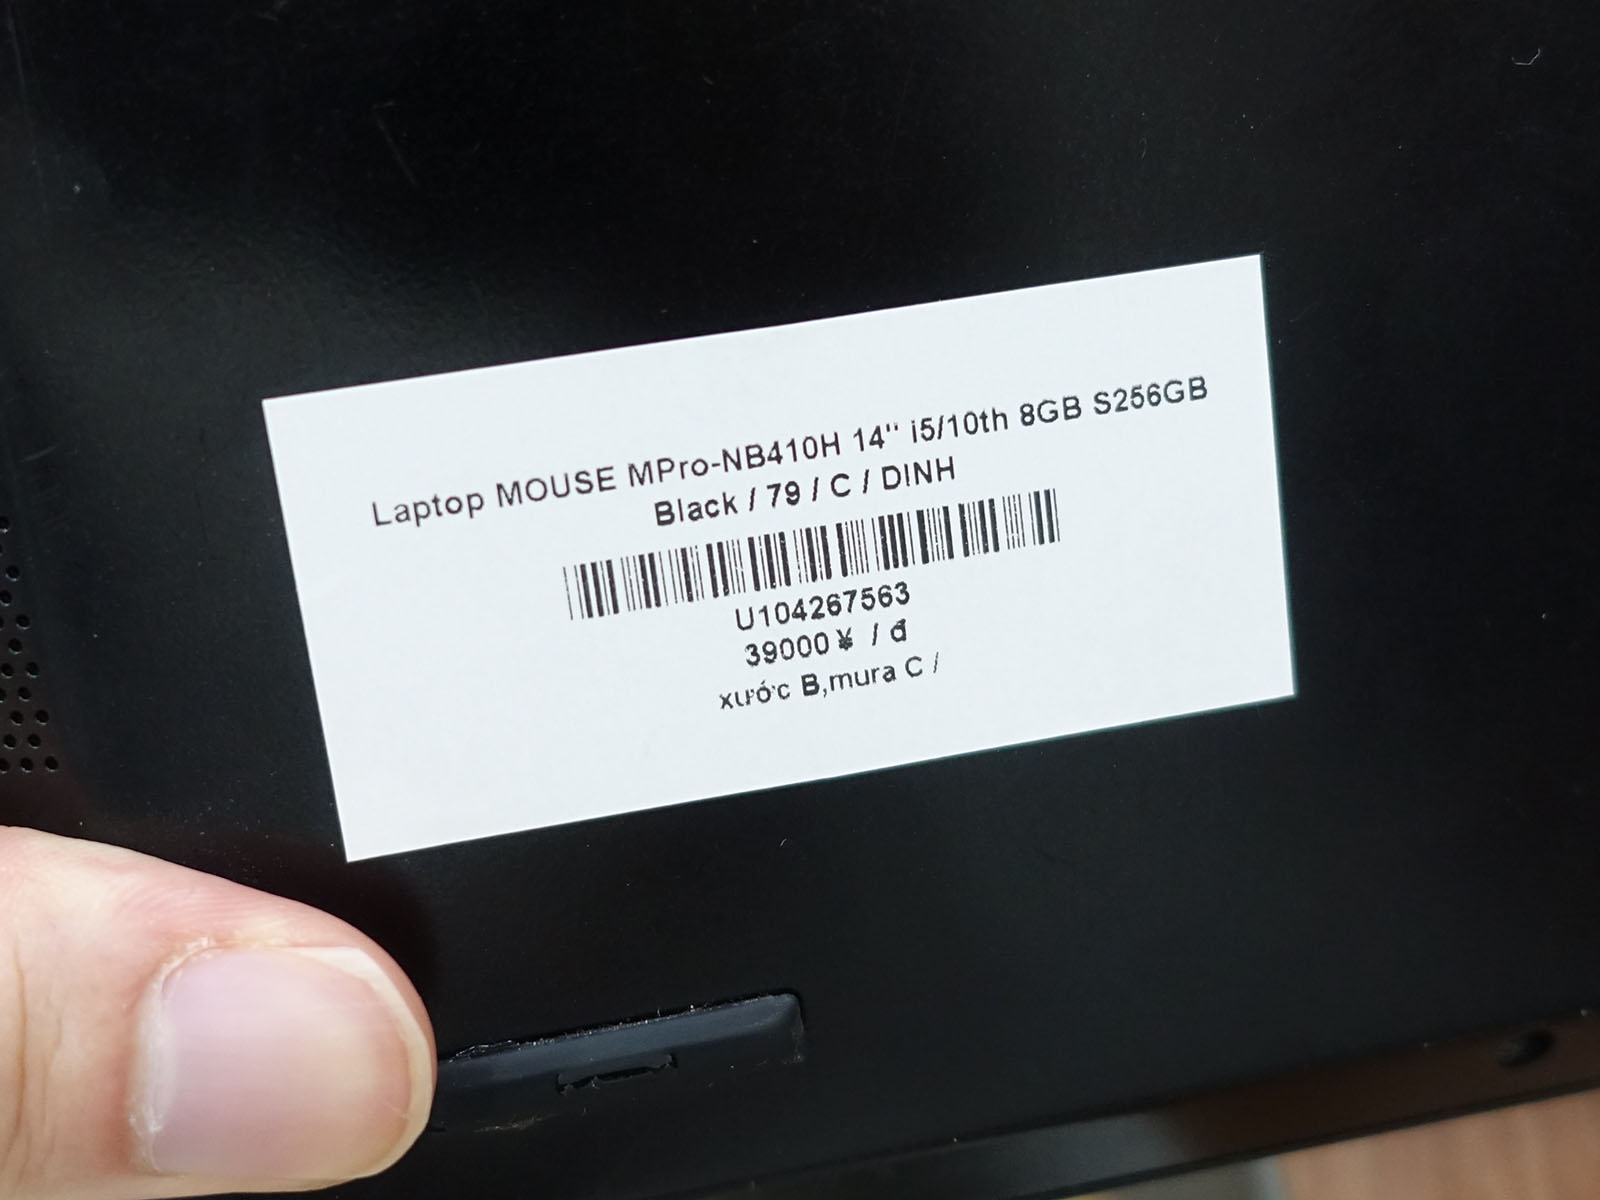 Laptop MOUSE MPro-NB410H 14" i5/10th 8GB S256GB
Black / 79 / C / DINH
U104267563
39000¥ / đ
xước B,mura C /